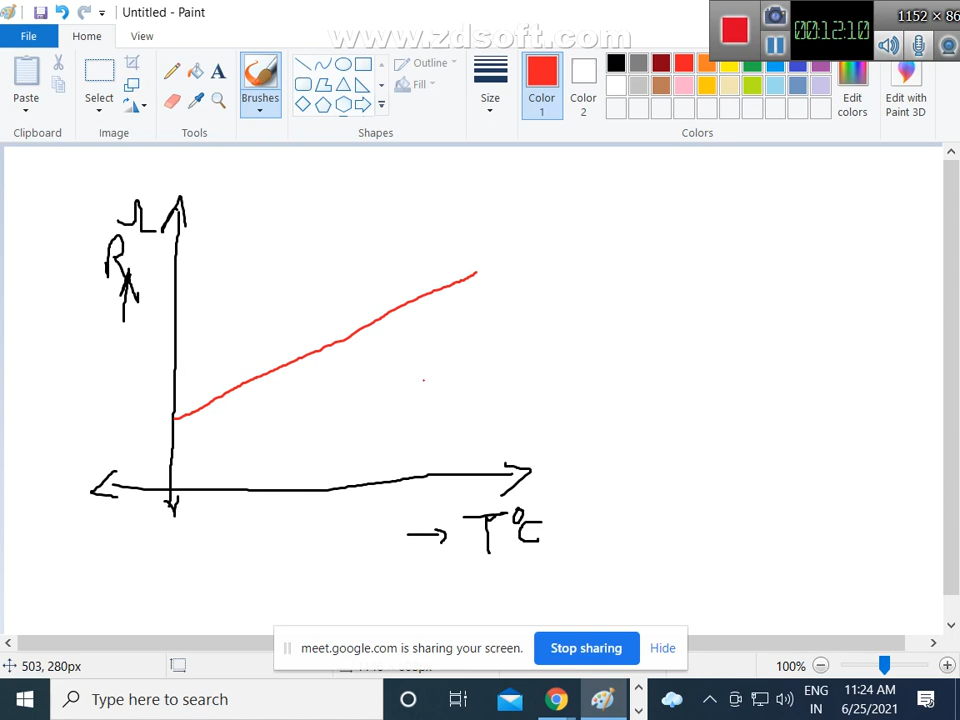 Untitled - Paint
1152 × 86
00:12:10
www.zdsoft.com
File
Home
View
Paste
Select
Brushes
Outline
Fill
Size
Color 1
Color 2
Edit colors
Edit with Paint 3D
Clipboard
Image
Tools
Shapes
Colors
Ω
R
→ T°C
meet.google.com is sharing your screen.
Stop sharing
Hide
503, 280px
100%
Type here to search
ENG
IN
11:24 AM
6/25/2021